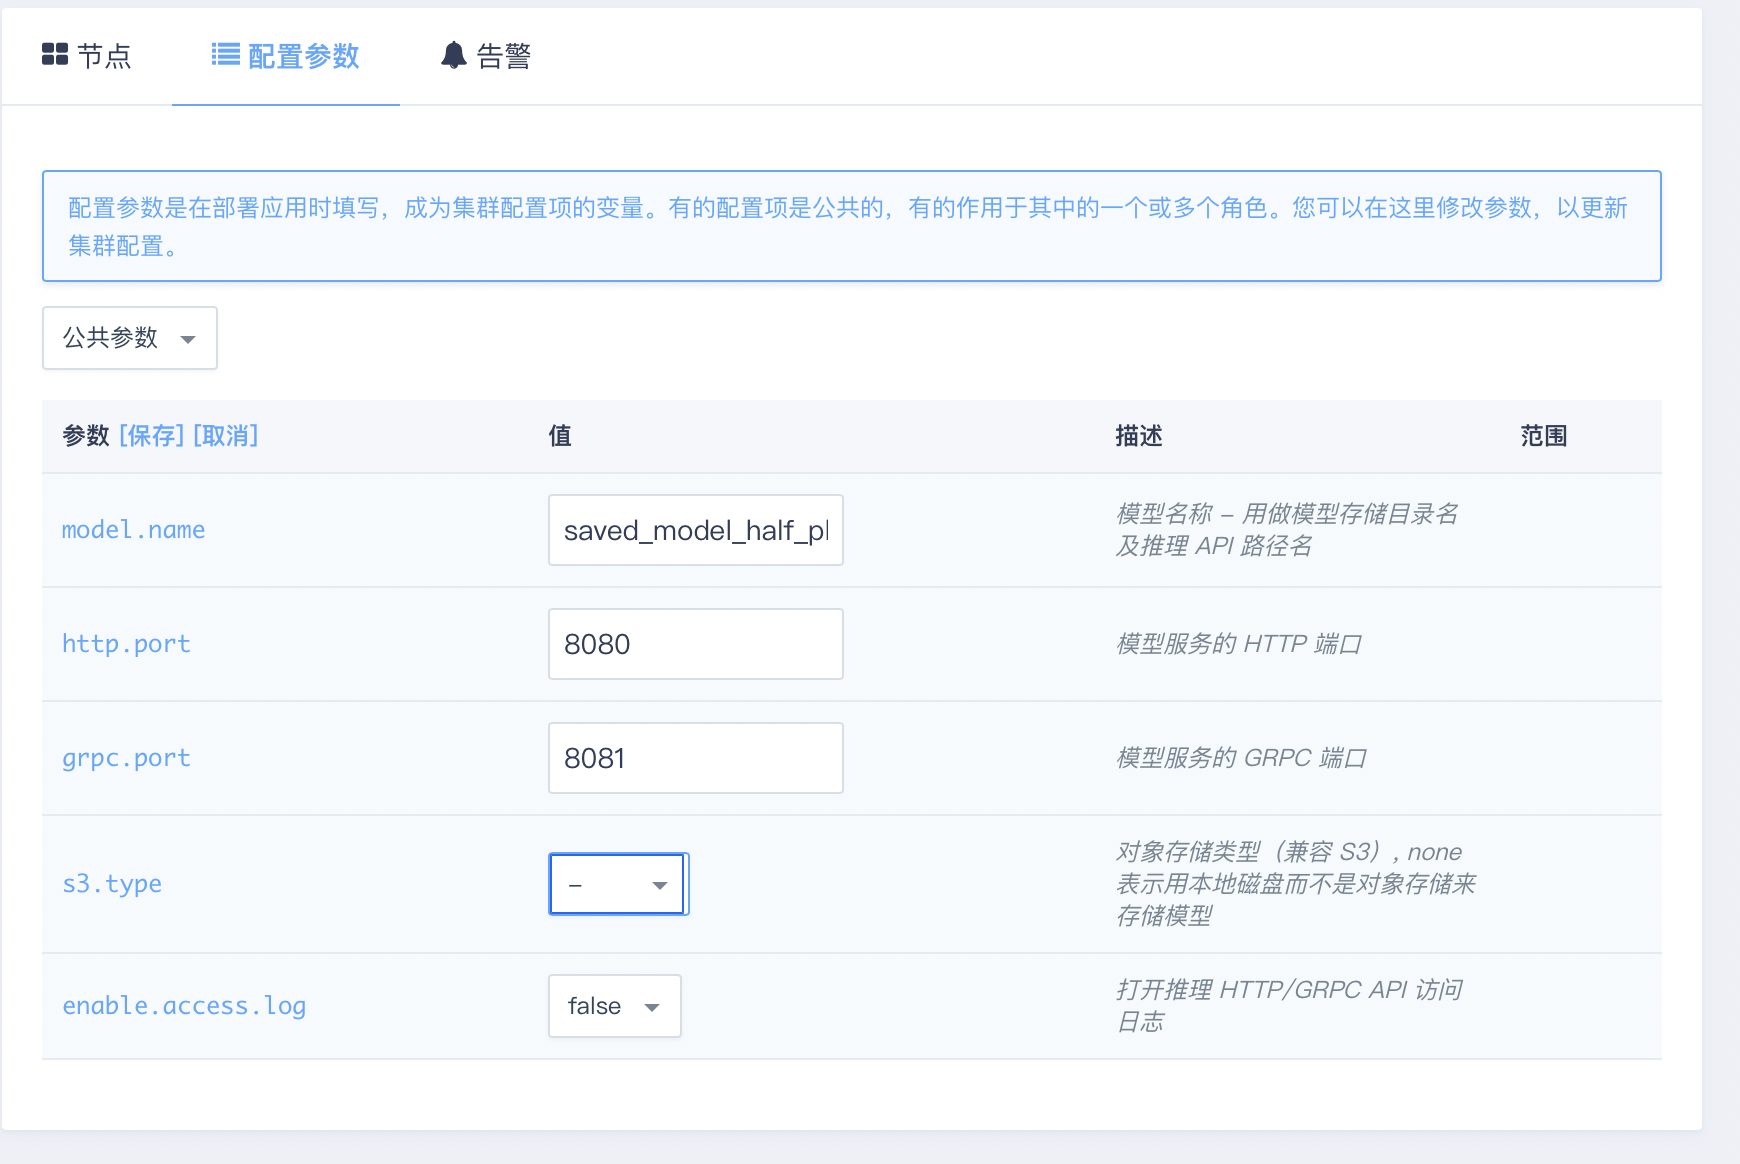 节点
配置参数
告警
配置参数是在部署应用时填写，成为集群配置项的变量。有的配置项是公共的，有的作用于其中的一个或多个角色。您可以在这里修改参数，以更新
集群配置。
公共参数
参数 [保存] [取消]
值
描述
范围
model.name
saved_model_half_pl
模型名称 – 用做模型存储目录名
及推理 API 路径名
http.port
8080
模型服务的 HTTP 端口
grpc.port
8081
模型服务的 GRPC 端口
s3.type
–
对象存储类型（兼容 S3）, none
表示用本地磁盘而不是对象存储来
存储模型
enable.access.log
false
打开推理 HTTP/GRPC API 访问
日志